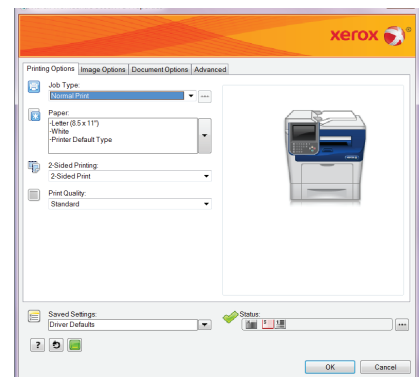 xerox
Printing Options Image Options Document Options Advanced
Job Type:
Normal Print
Paper:
-Letter (8.5 x 11")
-White
-Printer Default Type
2-Sided Printing:
2-Sided Print
Print Quality:
Standard
Saved Settings:
Driver Defaults
Status:
?
OK Cancel